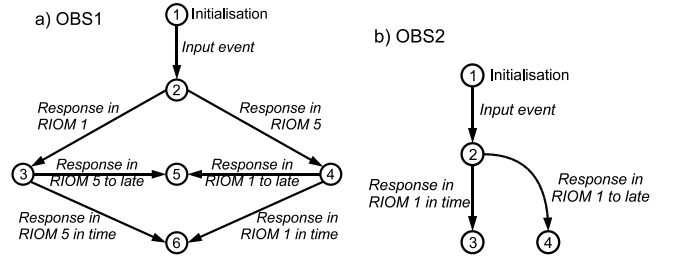 a) OBS1
1 Initialisation
Input event
2
Response in
RIOM 1
Response in
RIOM 5
3
Response in
RIOM 5 to late
5
Response in
RIOM 1 to late
4
Response in
RIOM 5 in time
6
Response in
RIOM 1 in time
b) OBS2
1 Initialisation
Input event
2
Response in
RIOM 1 in time
Response in
RIOM 1 to late
3
4